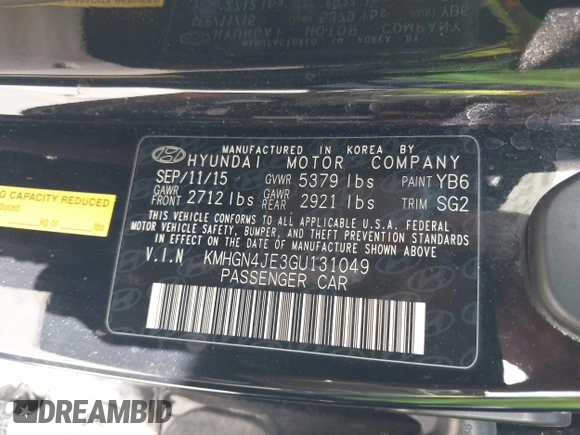 MANUFACTURED IN KOREA BY
HYUNDAI MOTOR COMPANY
SEP/11/15 GVWR 5379 lbs PAINT YB6
GAWR FRONT 2712 lbs GAWR REAR 2921 lbs TRIM SG2
THIS VEHICLE CONFORMS TO ALL APPLICABLE U.S.A. FEDERAL
MOTOR VEHICLE SAFETY, BUMPER, AND THEFT PREVENTION
STANDARDS IN EFFECT ON THE DATE OF MANUFACTURE SHOWN ABOVE
V.I.N KMHGN4JE3GU131049
PASSENGER CAR
G CAPACITY REDUCED
educed
kg or lbs
DREAMBID